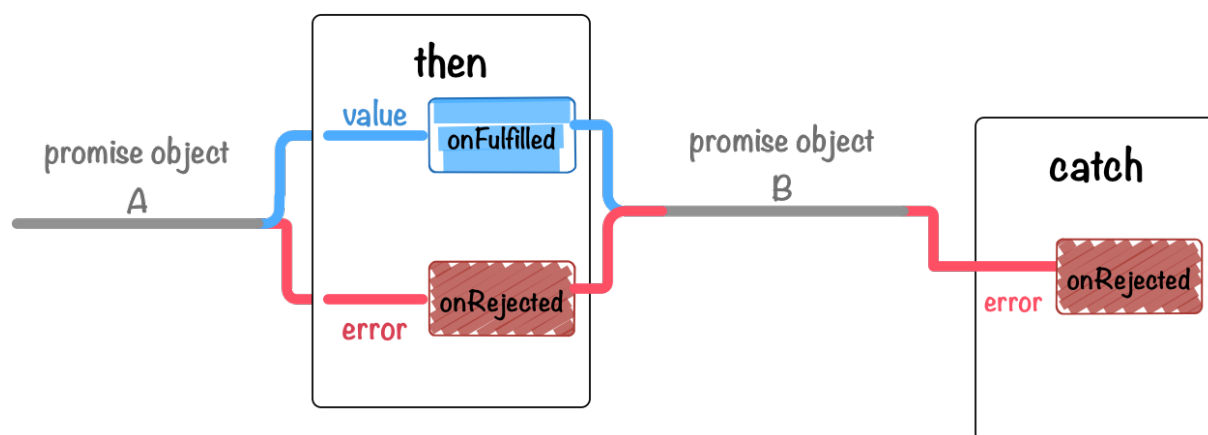 then
value
onFulfilled
promise object
A
onRejected
error
promise object
B
catch
onRejected
error